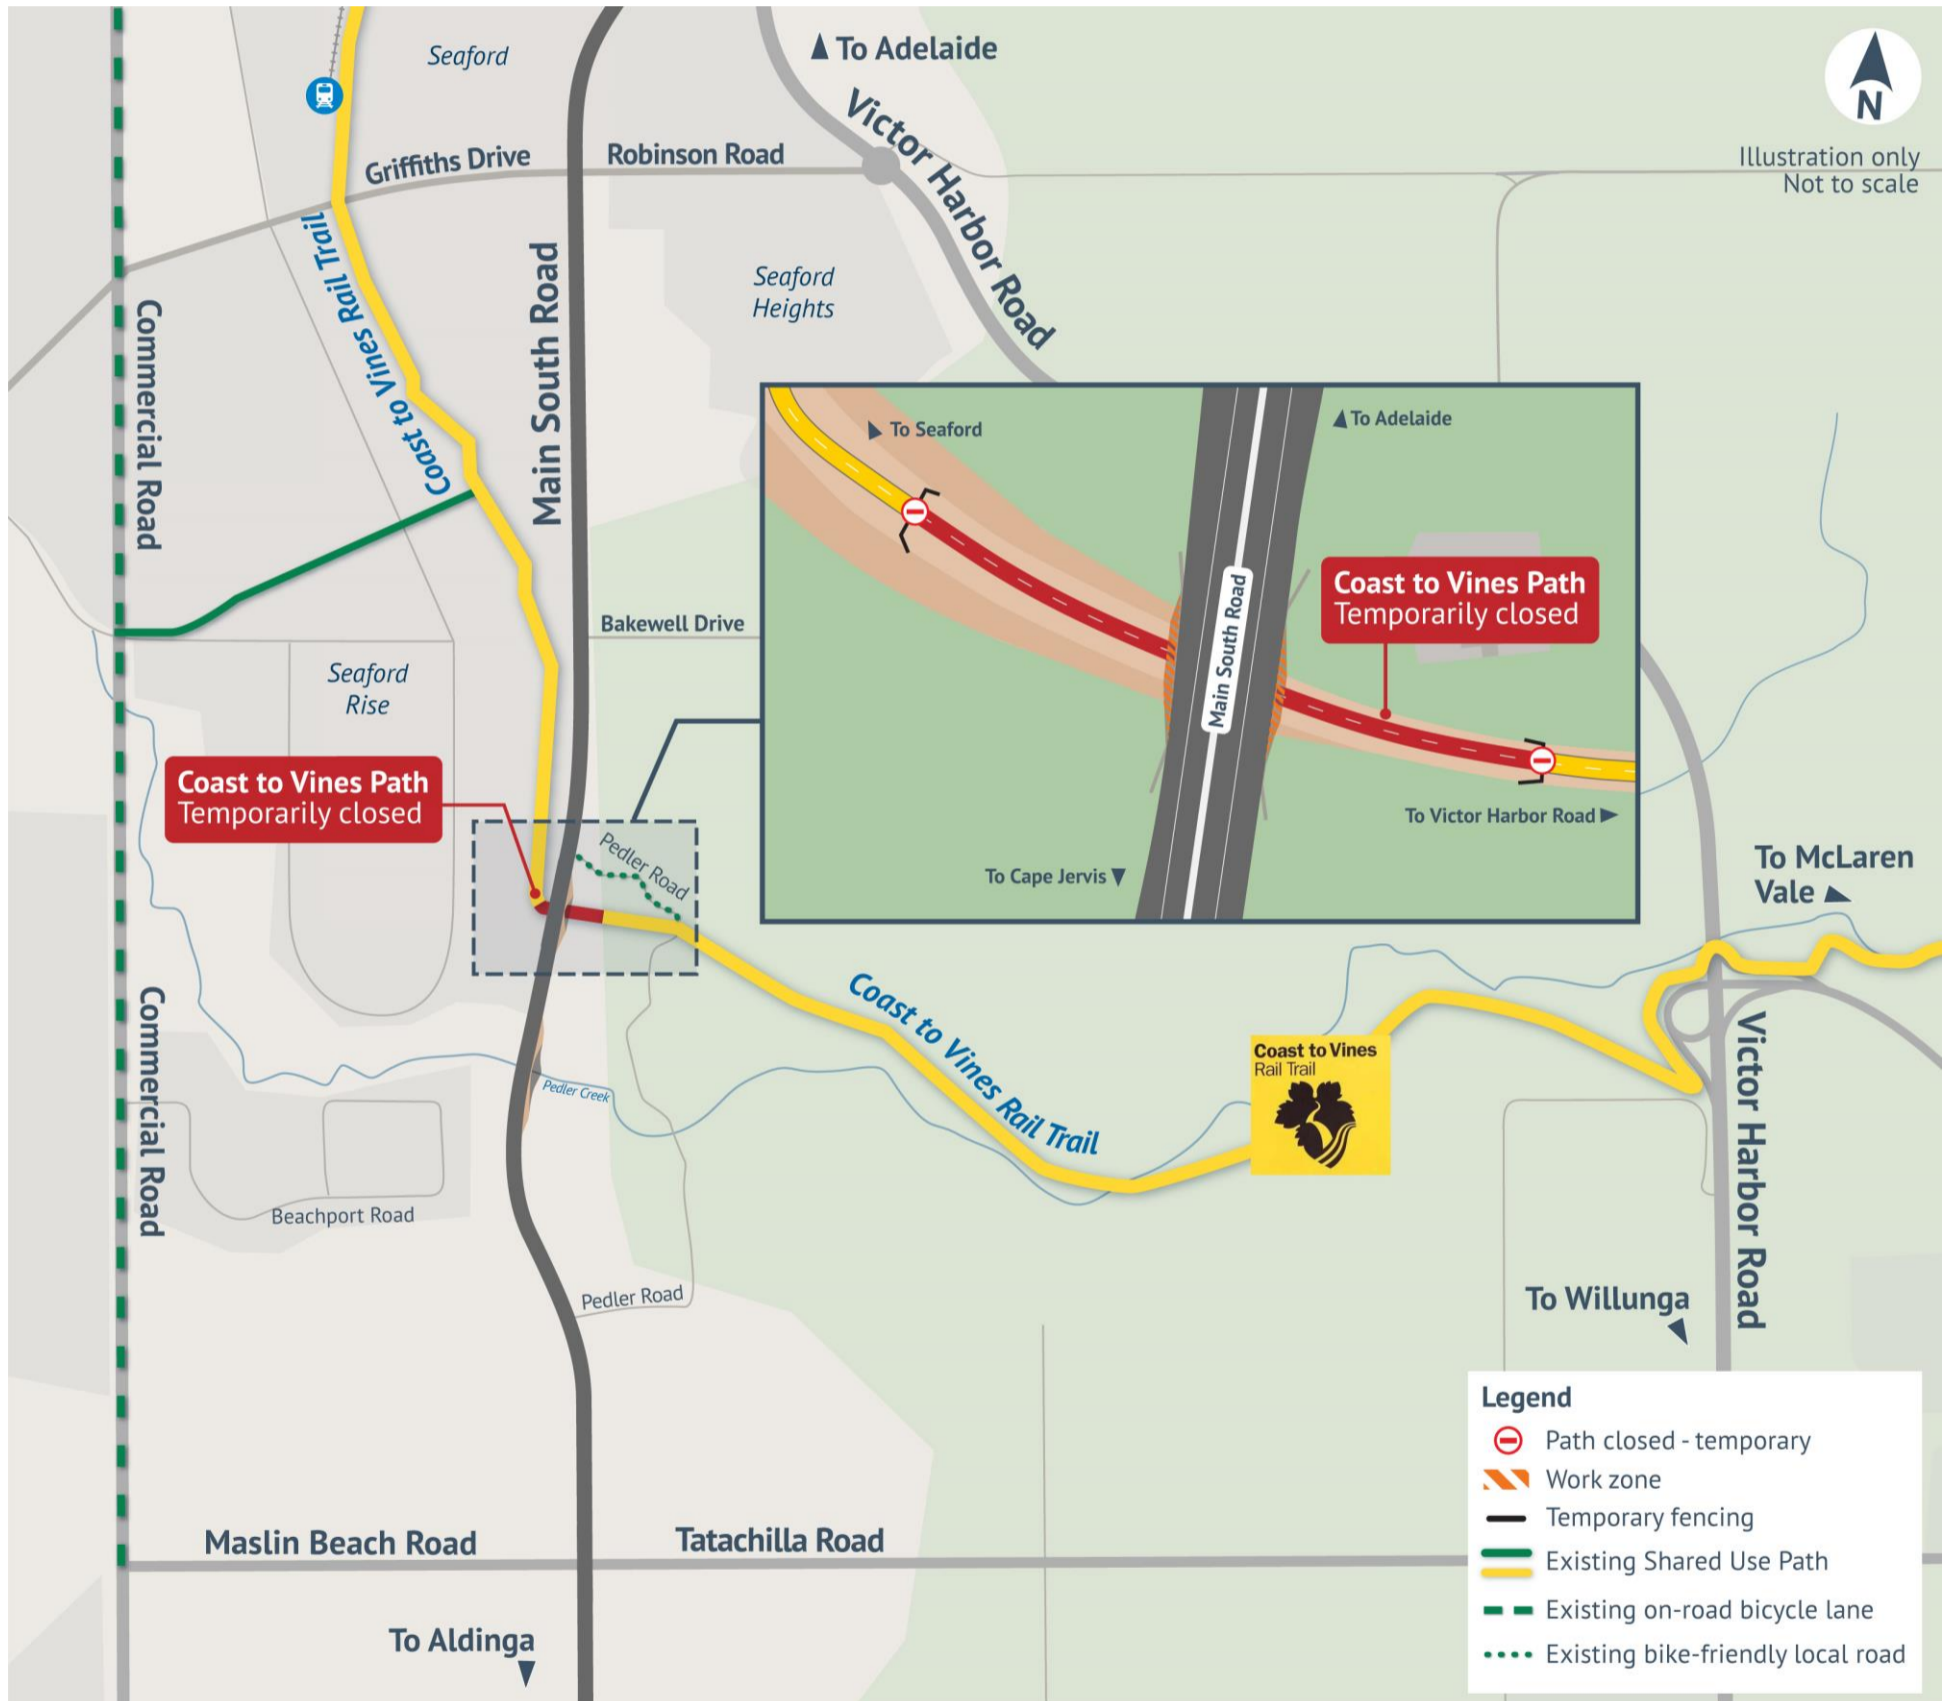 Seaford
To Adelaide
N
Illustration only
Not to scale
Griffiths Drive
Robinson Road
Victor Harbor Road
Coast to Vines Rail Trail
Main South Road
Commercial Road
Seaford
Heights
To Seaford
To Adelaide
Coast to Vines Path
Temporarily closed
Main South Road
To Victor Harbor Road
To Cape Jervis
Bakewell Drive
Seaford
Rise
Coast to Vines Path
Temporarily closed
Pedler Road
To McLaren
Vale
Coast to Vines Rail Trail
Coast to Vines
Rail Trail
Commercial Road
Pedler Creek
Victor Harbor Road
Beachport Road
Pedler Road
To Willunga
Maslin Beach Road
Tatachilla Road
To Aldinga
Legend
Path closed - temporary
Work zone
Temporary fencing
Existing Shared Use Path
Existing on-road bicycle lane
Existing bike-friendly local road